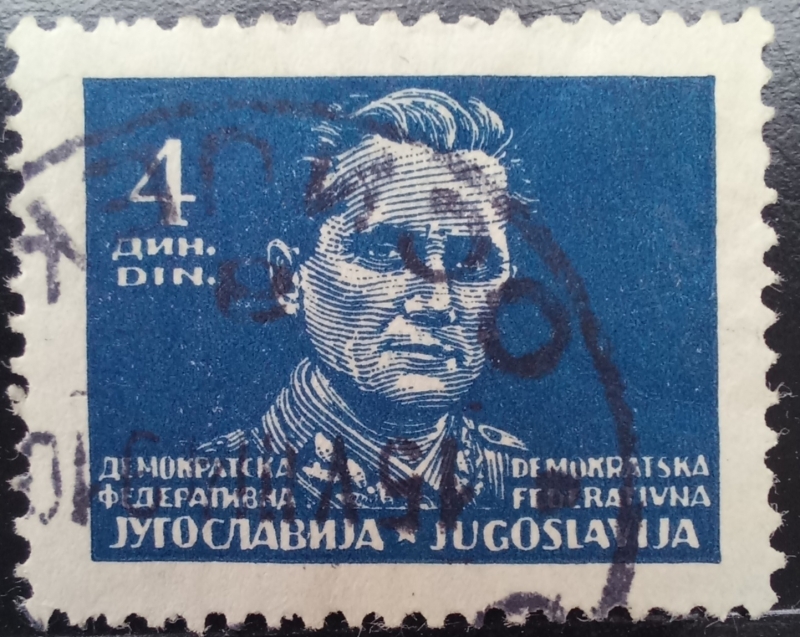 4
ДИН.
DIN.
ДЕМОКРАТСКА
ФЕДЕРАТИВНА
ЈУГОСЛАВИЈА
DEMOKRATSKA
FEDERATIVNA
JUGOSLAVIJA